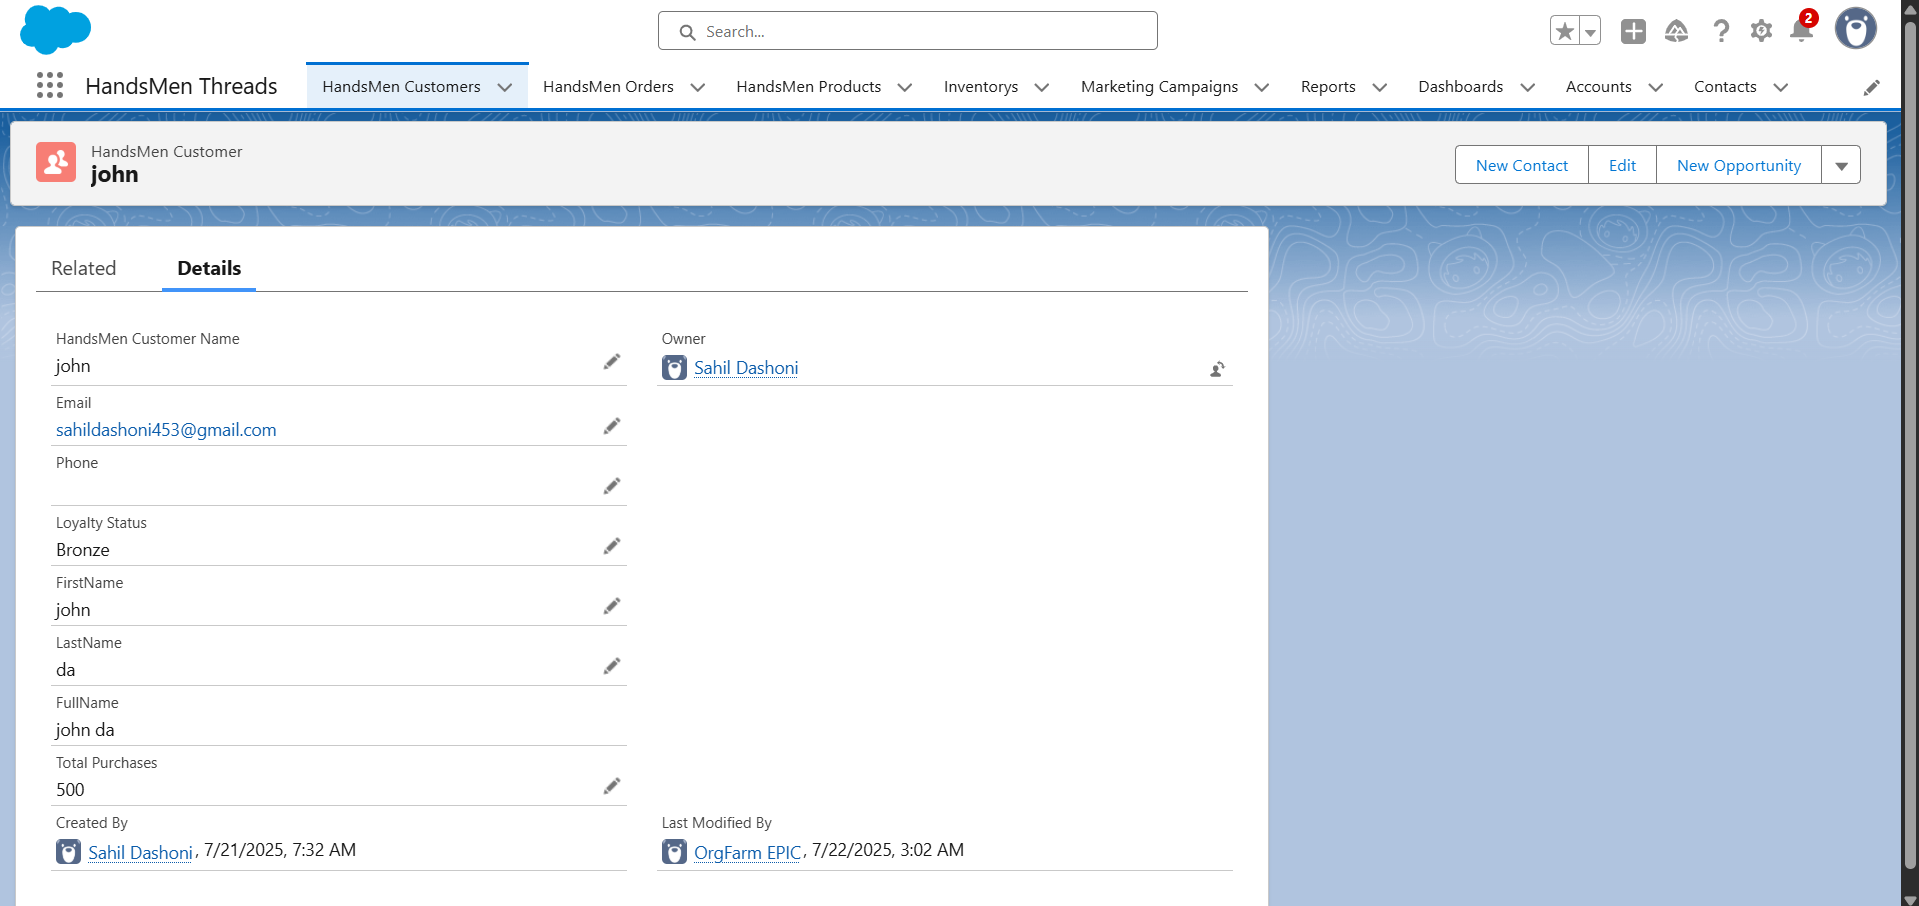 Search...
2
HandsMen Threads
HandsMen Customers
HandsMen Orders
HandsMen Products
Inventorys
Marketing Campaigns
Reports
Dashboards
Accounts
Contacts
HandsMen Customer
john
New Contact
Edit
New Opportunity
Related
Details
HandsMen Customer Name
john
Owner
Sahil Dashoni
Email
sahildashoni453@gmail.com
Phone
Loyalty Status
Bronze
FirstName
john
LastName
da
FullName
john da
Total Purchases
500
Created By
Sahil Dashoni, 7/21/2025, 7:32 AM
Last Modified By
OrgFarm EPIC, 7/22/2025, 3:02 AM